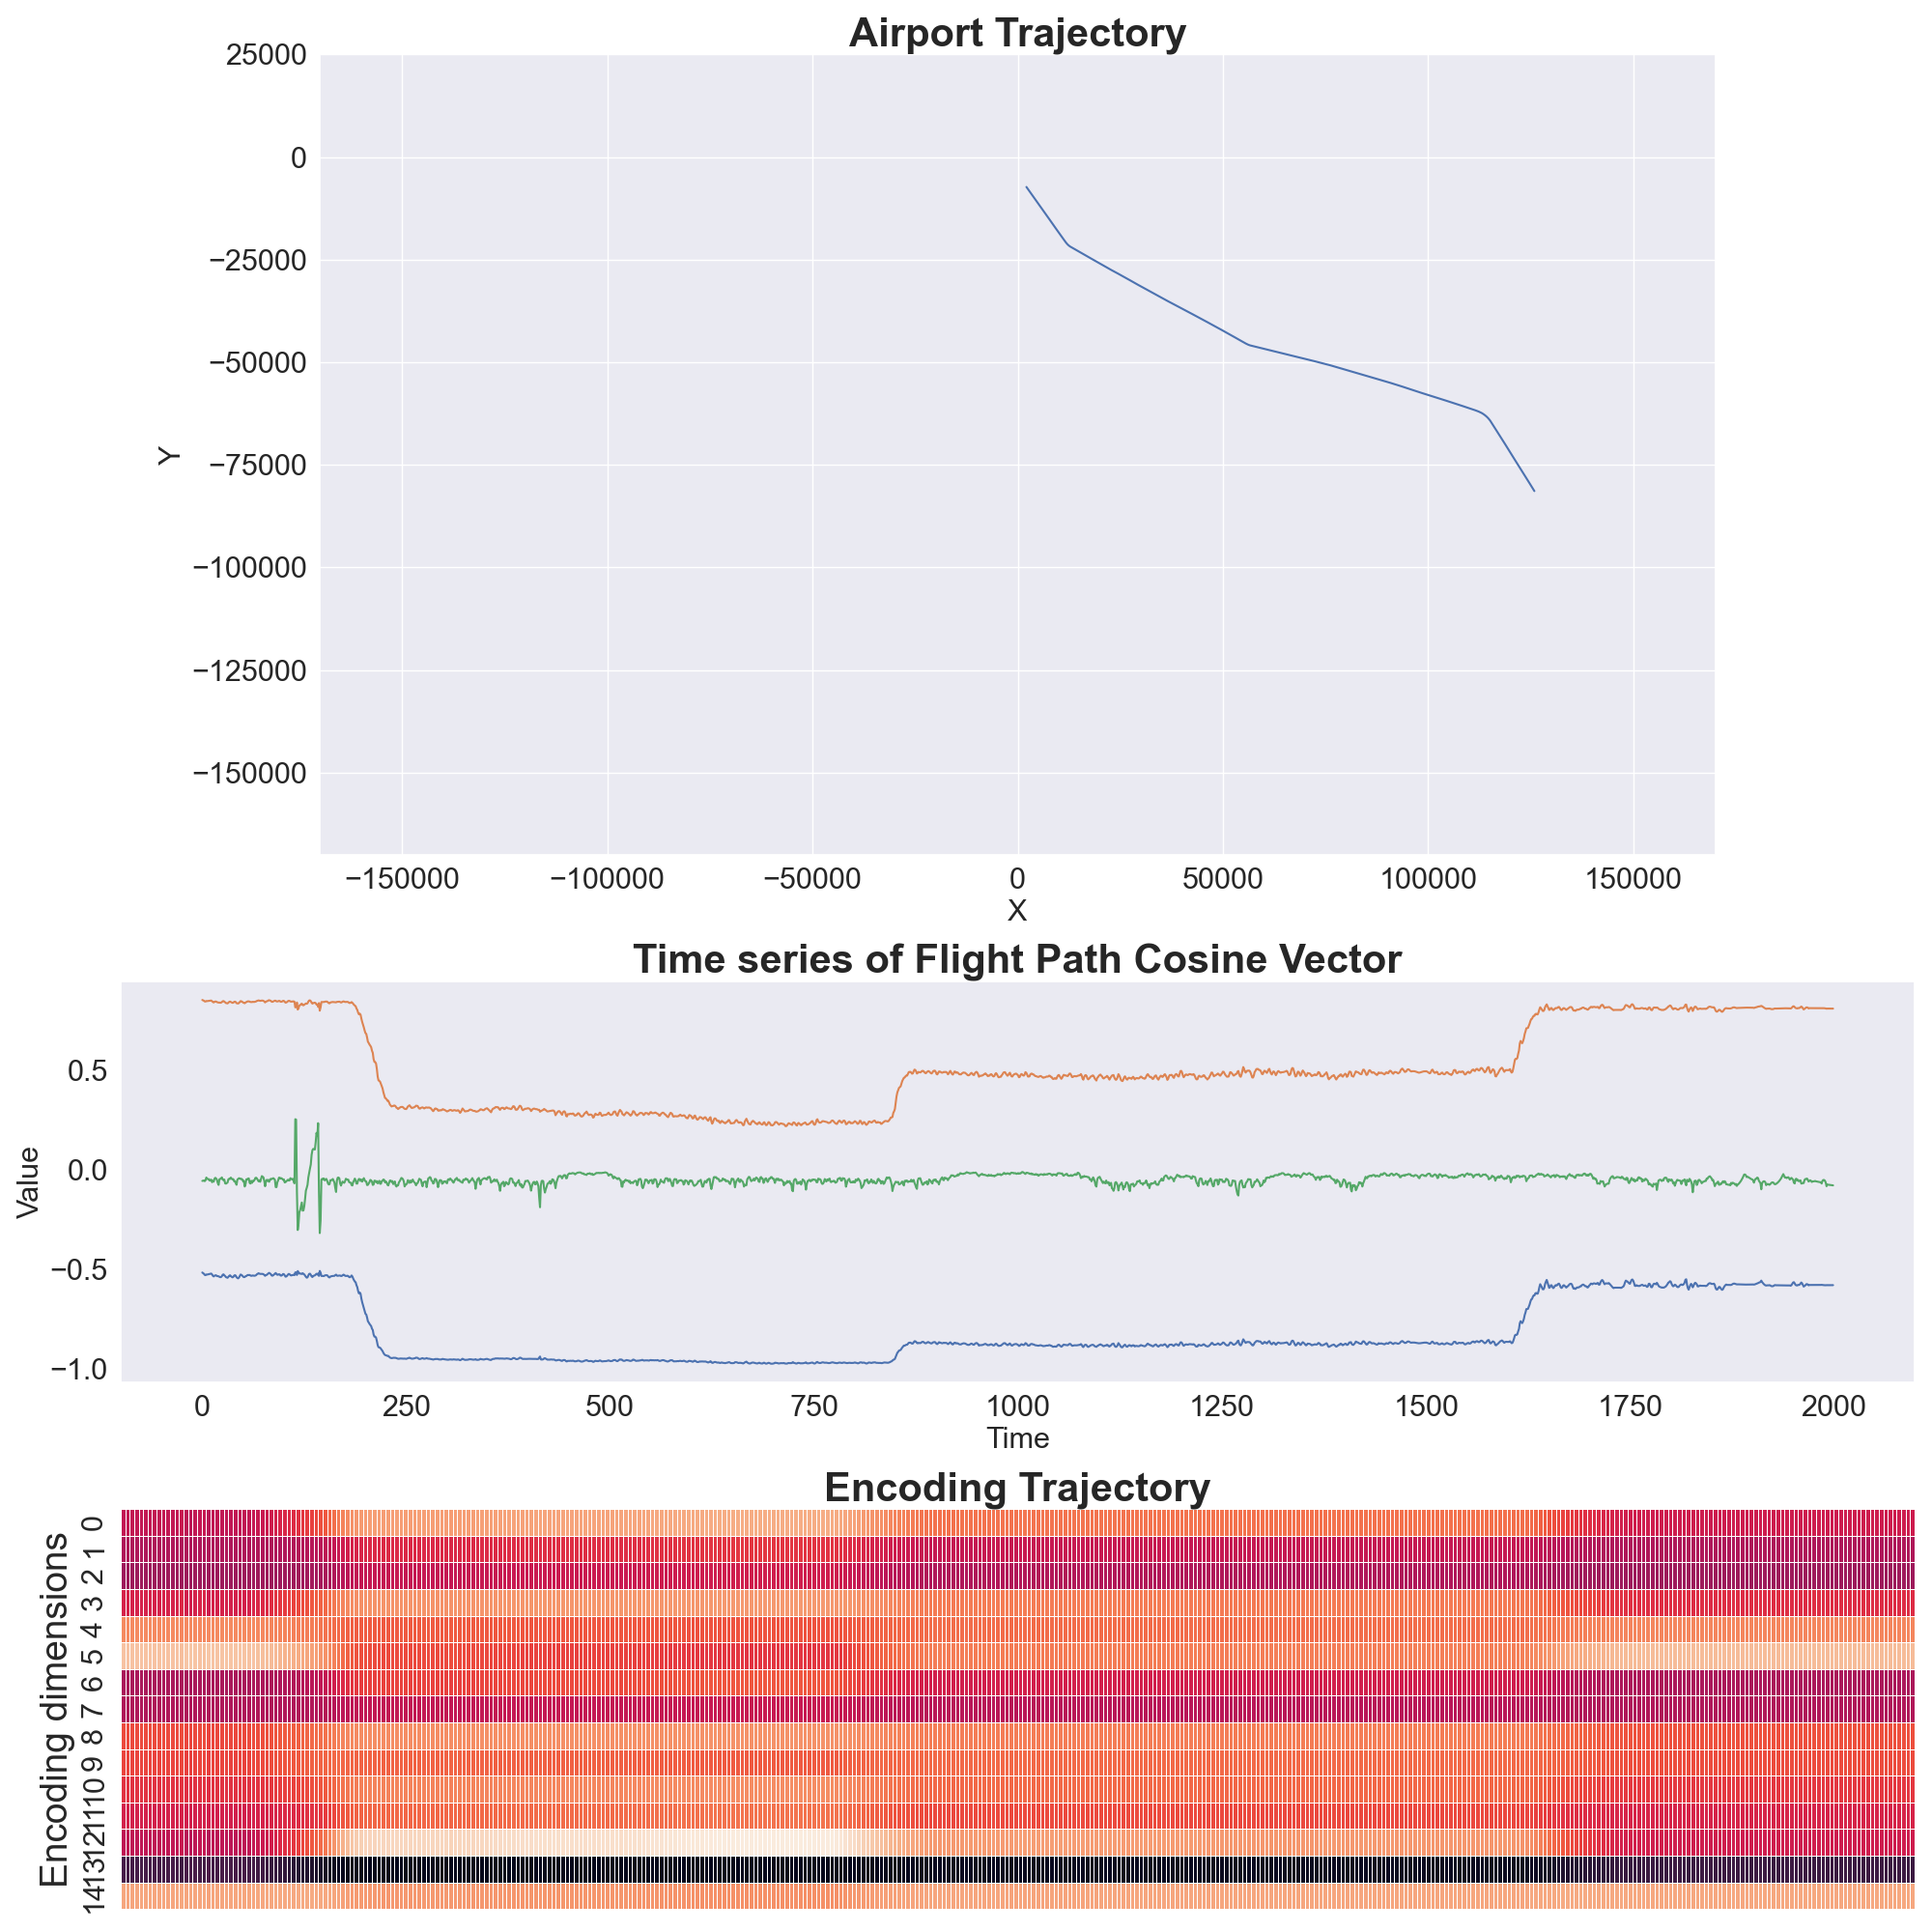 Airport Trajectory
25000
0
−25000
−50000
−75000
−100000
−125000
−150000
Y
−150000 −100000 −50000 0 50000 100000 150000
X
Time series of Flight Path Cosine Vector
0.5
0.0
−0.5
−1.0
Value
0 250 500 750 1000 1250 1500 1750 2000
Time
Encoding Trajectory
Encoding dimensions
0
1
2
3
4
5
6
7
8
9
10
11
12
13
14